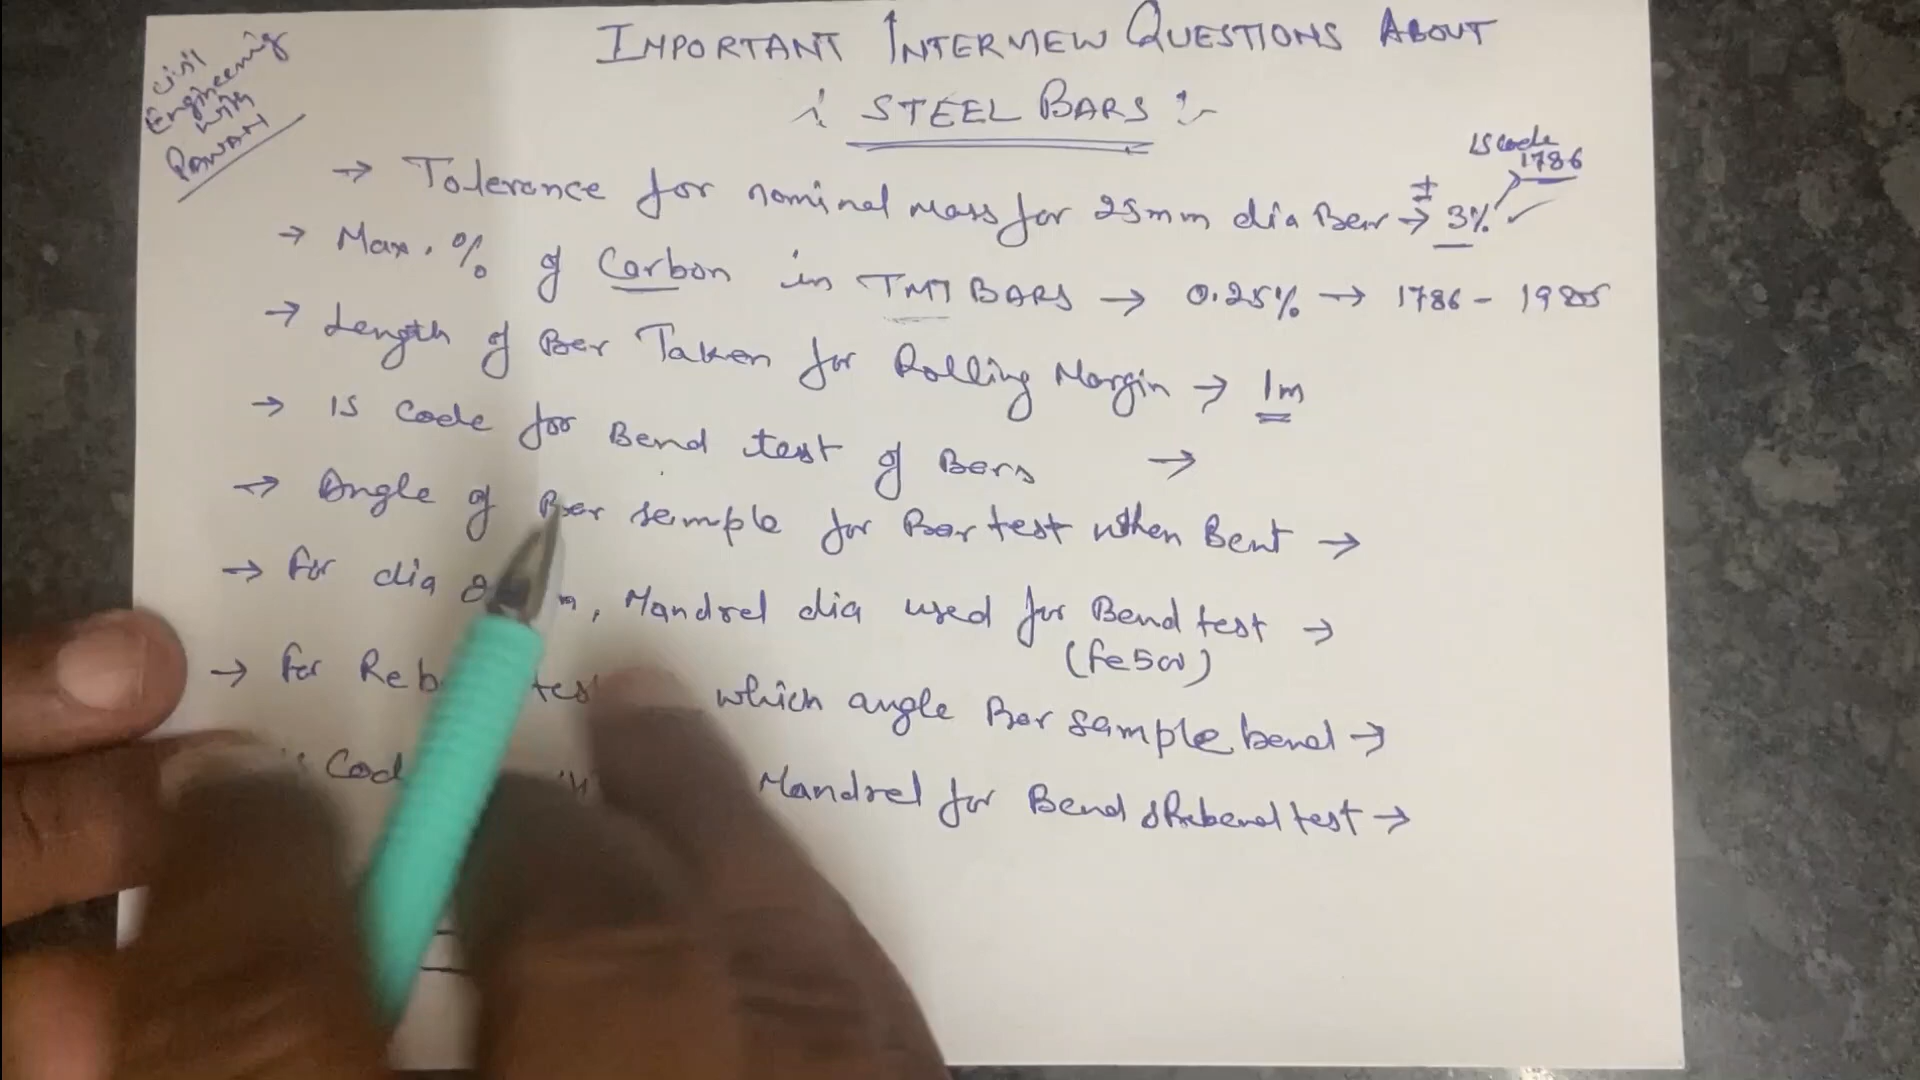 Civil
Engineering
with
PAWAN
IMPORTANT INTERVIEW QUESTIONS ABOUT
STEEL BARS :-
IS code
1786
→ Tolerance for nominal mass for 25mm dia Bar → ± 3% ✓
→ Max. % of Carbon in TMT BARS → 0.25% → 1786 - 1985
→ Length of Bar Taken for Rolling Margin → 1m
→ IS Code for Bend test of Bars →
→ Angle of Bar sample for Bar test when Bent →
→ for dia , Mandrel dia used for Bend test →
(fe500)
→ for which angle Bar sample bend →
Mandrel for Bend & Rebend test →